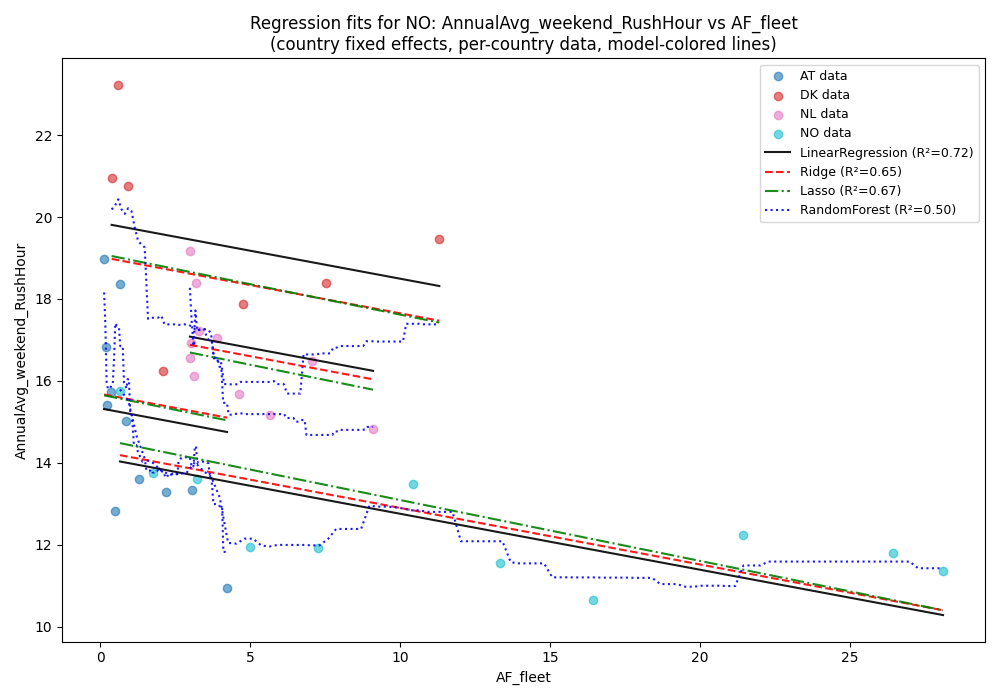 Regression fits for NO: AnnualAvg_weekend_RushHour vs AF_fleet
(country fixed effects, per-country data, model-colored lines)
AT data
DK data
NL data
NO data
LinearRegression (R²=0.72)
Ridge (R²=0.65)
Lasso (R²=0.67)
RandomForest (R²=0.50)
AnnualAvg_weekend_RushHour
22
20
18
16
14
12
10
0
5
10
15
20
25
AF_fleet